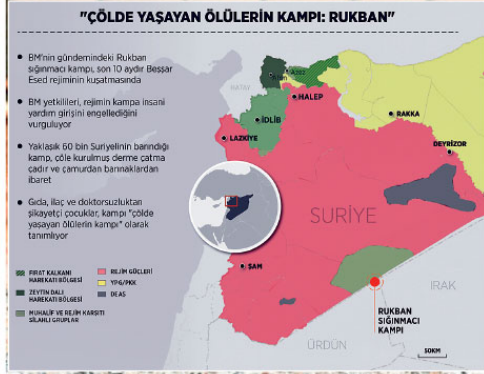 "ÇÖLDE YAŞAYAN ÖLÜLERİN KAMPI: RUKBAN"
BM'nin gündemindeki Rukban
sığınmacı kampı, son 10 aydır Beşşar
Esed rejiminin kuşatmasında
BM yetkilileri, rejimin kampa insani
yardım girişini engellediğini
vurguluyor
Yaklaşık 60 bin Suriyelinin barındığı
kamp, çöle kurulmuş derme çatma
çadır ve çamurdan barınaklardan
ibaret
Gıda, ilaç ve doktorsuzluktan
şikayetçi çocuklar, kampı "çölde
yaşayan ölülerin kampı" olarak
tanımlıyor
FIRAT KALKANI
HAREKATI BÖLGESİ
ZEYTİN DALI
HAREKATI BÖLGESİ
MUHALİF VE REJİM KARŞITI
SİLAHLI GRUPLAR
REJİM GÜÇLERİ
YPG/PKK
DEAŞ
HATAY
Afrin
Azez
HALEP
İDLİB
LAZKİYE
RAKKA
DEYRİZOR
SURİYE
ŞAM
IRAK
ÜRDÜN
RUKBAN
SIĞINMACI
KAMPI
50KM